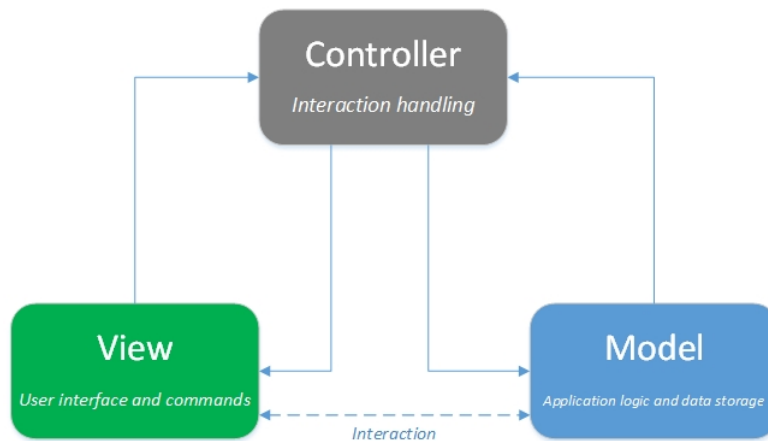 Controller
Interaction handling
View
User interface and commands
Model
Application logic and data storage
Interaction